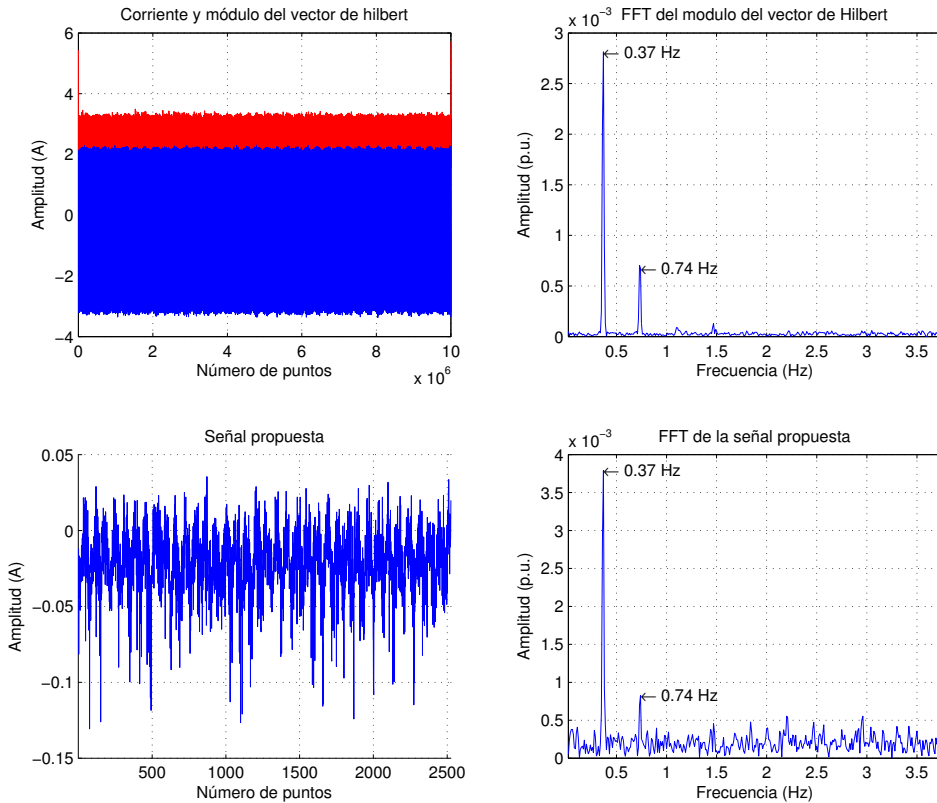 Corriente y módulo del vector de hilbert
6
4
2
0
−2
−4
Amplitud (A)
0 2 4 6 8 10
Número de puntos
x 10^6
FFT del modulo del vector de Hilbert
x 10^−3
3
2.5
2
1.5
1
0.5
0
Amplitud (p.u.)
0.37 Hz
0.74 Hz
0.5 1 1.5 2 2.5 3 3.5
Frecuencia (Hz)
Señal propuesta
0.05
0
−0.05
−0.1
−0.15
Amplitud (A)
500 1000 1500 2000 2500
Número de puntos
FFT de la señal propuesta
x 10^−3
4
3.5
3
2.5
2
1.5
1
0.5
0
Amplitud (p.u.)
0.37 Hz
0.74 Hz
0.5 1 1.5 2 2.5 3 3.5
Frecuencia (Hz)